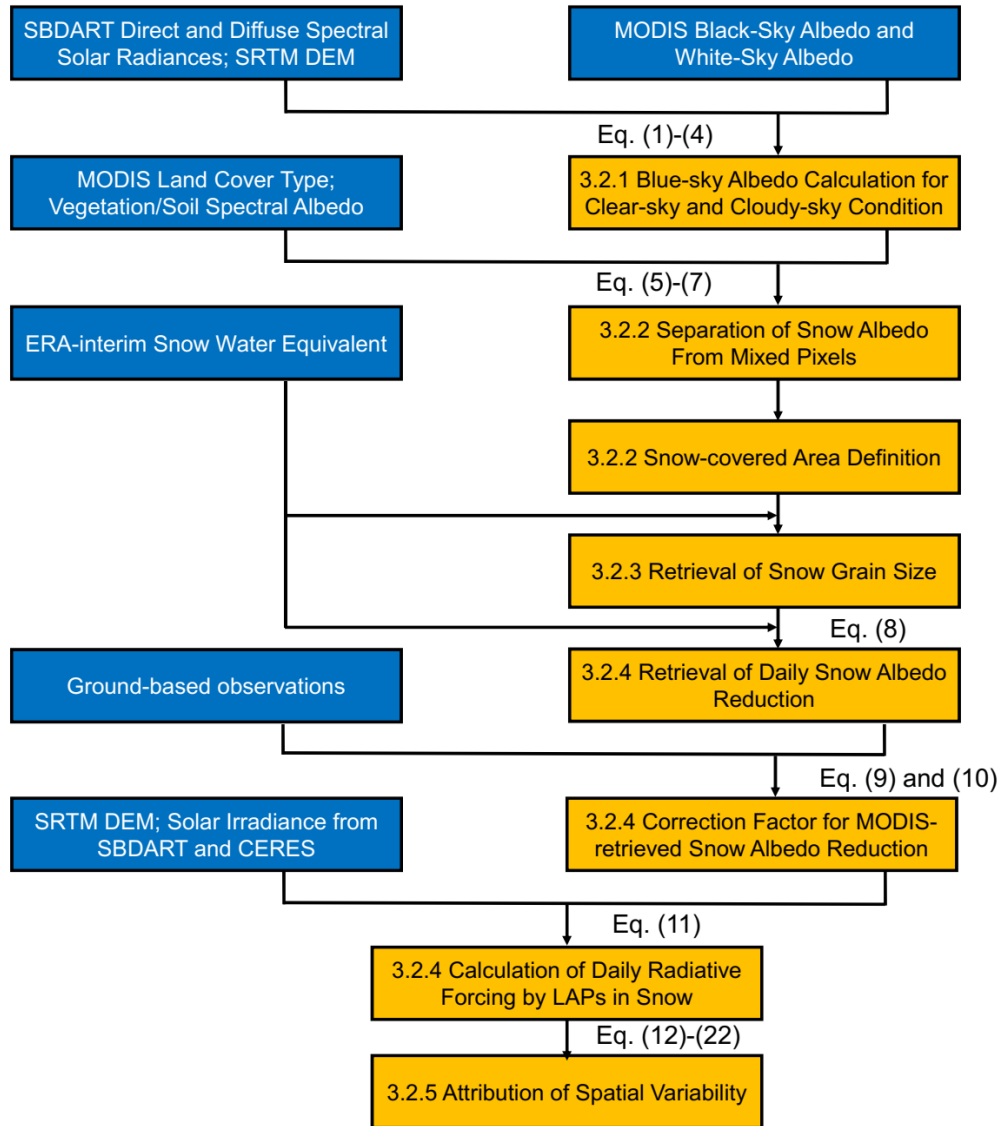 SBDART Direct and Diffuse Spectral
Solar Radiances; SRTM DEM
MODIS Black-Sky Albedo and
White-Sky Albedo
Eq. (1)-(4)
MODIS Land Cover Type;
Vegetation/Soil Spectral Albedo
3.2.1 Blue-sky Albedo Calculation for
Clear-sky and Cloudy-sky Condition
Eq. (5)-(7)
ERA-interim Snow Water Equivalent
3.2.2 Separation of Snow Albedo
From Mixed Pixels
3.2.2 Snow-covered Area Definition
3.2.3 Retrieval of Snow Grain Size
Eq. (8)
Ground-based observations
3.2.4 Retrieval of Daily Snow Albedo
Reduction
Eq. (9) and (10)
SRTM DEM; Solar Irradiance from
SBDART and CERES
3.2.4 Correction Factor for MODIS-
retrieved Snow Albedo Reduction
Eq. (11)
3.2.4 Calculation of Daily Radiative
Forcing by LAPs in Snow
Eq. (12)-(22)
3.2.5 Attribution of Spatial Variability